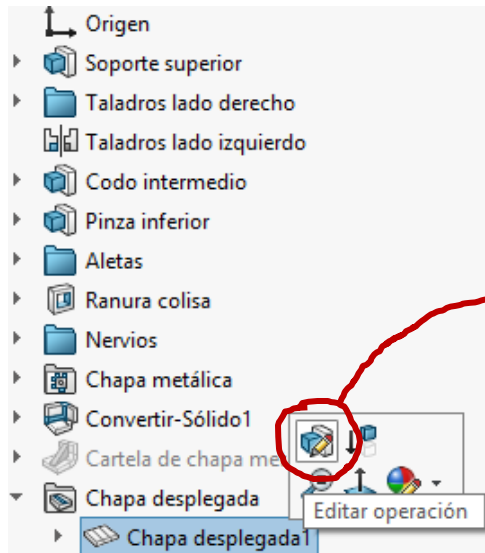 Origen
Soporte superior
Taladros lado derecho
Taladros lado izquierdo
Codo intermedio
Pinza inferior
Aletas
Ranura colisa
Nervios
Chapa metálica
Convertir-Sólido1
Cartela de chapa me
Chapa desplegada
Editar operación
Chapa desplegada1